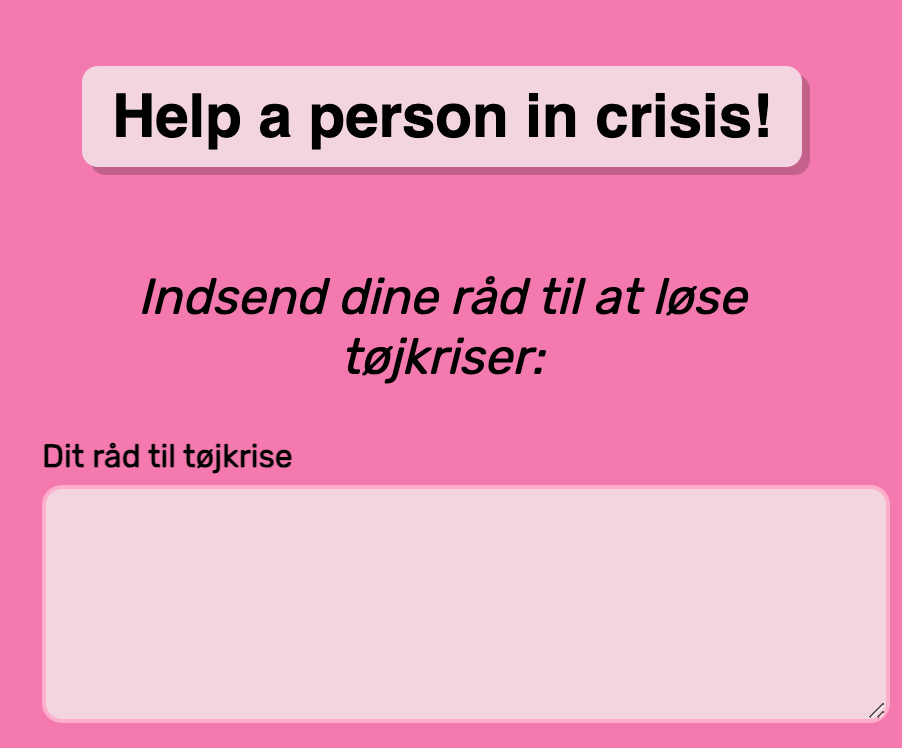 Help a person in crisis!
Indsend dine råd til at løse
tøjkriser:
Dit råd til tøjkrise